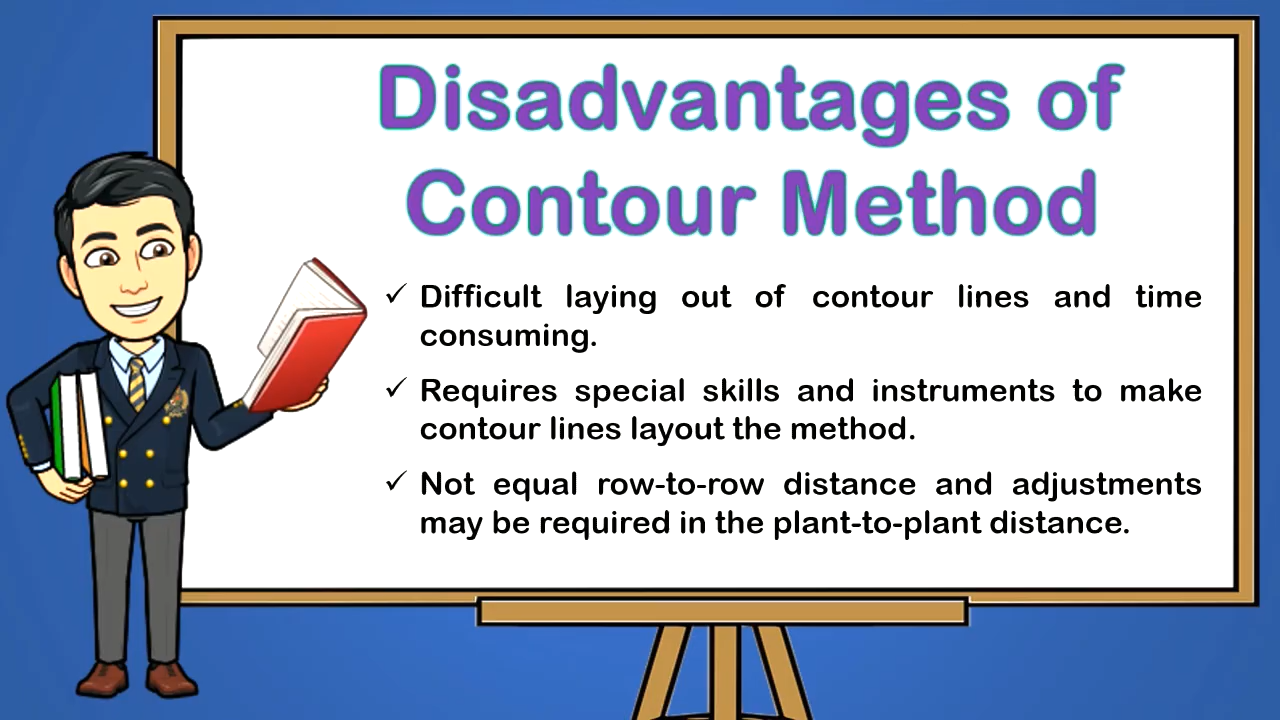 Disadvantages of
Contour Method
✓ Difficult laying out of contour lines and time
consuming.
✓ Requires special skills and instruments to make
contour lines layout the method.
✓ Not equal row-to-row distance and adjustments
may be required in the plant-to-plant distance.